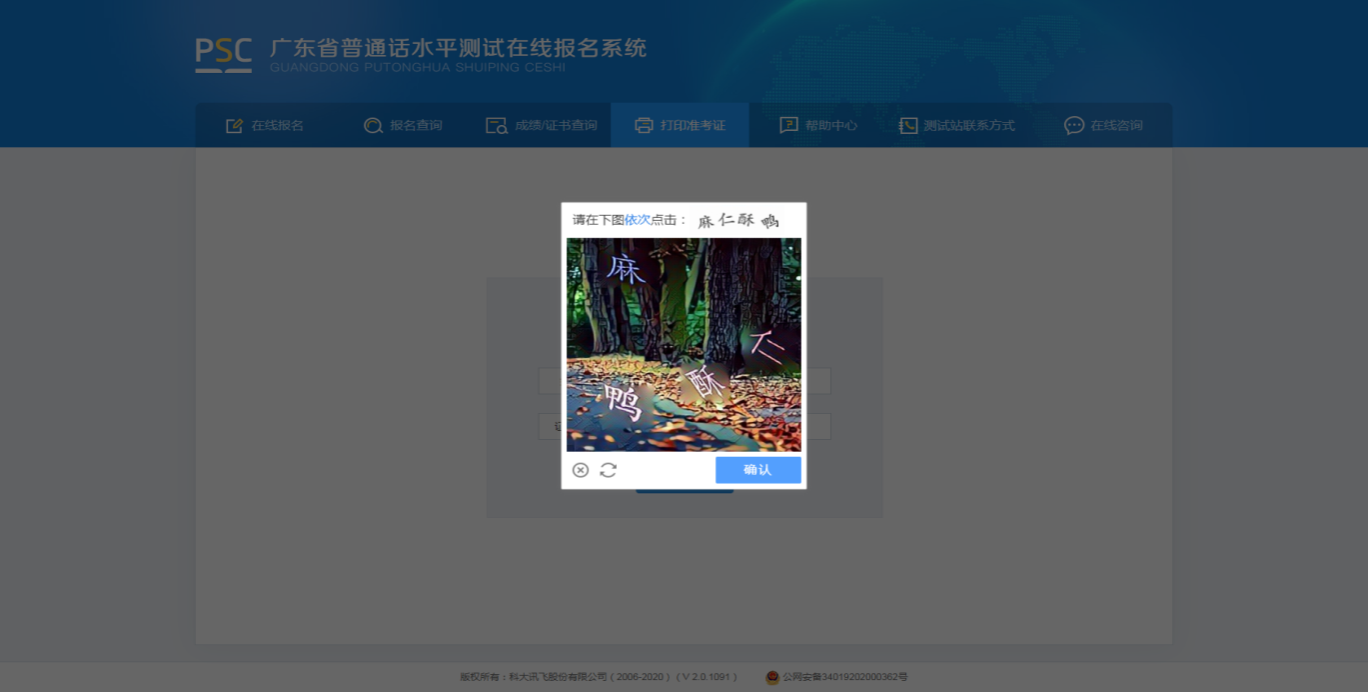 PSC 广东省普通话水平测试在线报名系统
GUANGDONG PUTONGHUA SHUIPING CESHI
在线报名 报名查询 成绩/证书查询 打印准考证 帮助中心 测试站联系方式 在线咨询
请在下图依次点击： 麻仁酥鸭
麻
仁
酥
鸭
确认
版权所有：科大讯飞股份有限公司（2006-2020）（V 2.0.1091） 公网安备34019202000362号